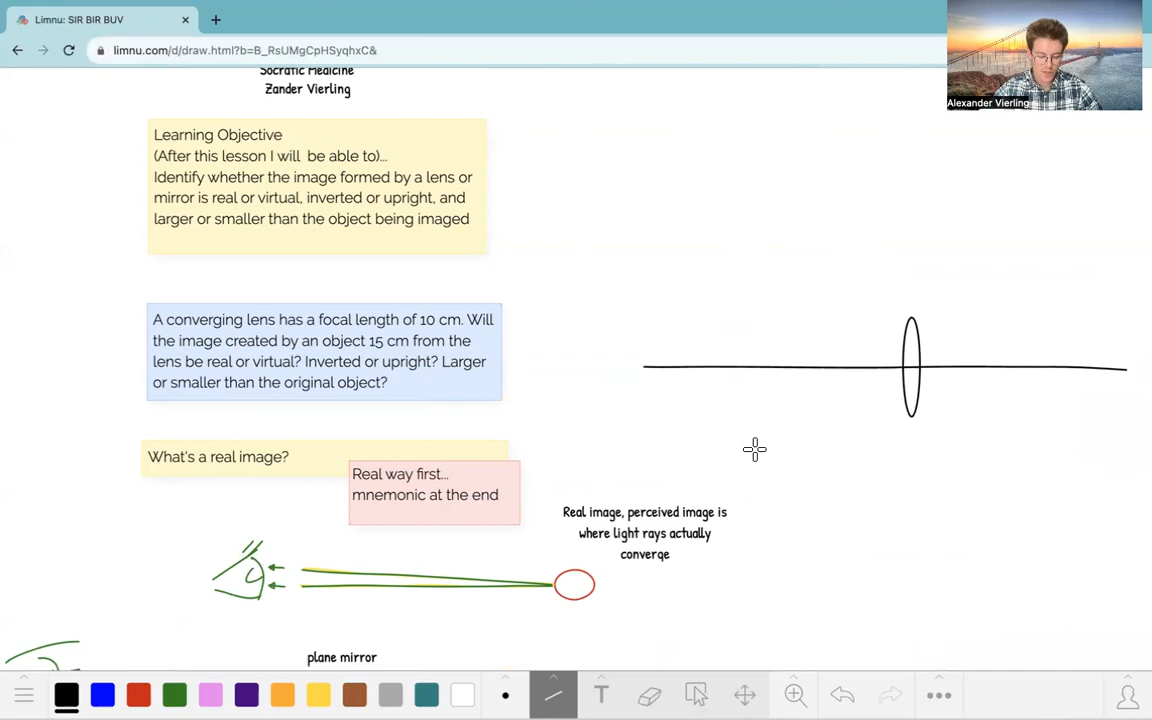 Limnu: SIR BIR BUV
limnu.com/d/draw.html?b=B_RsUMgCpHSyqhxC&
Alexander Vierling
Socratic Medicine
Zander Vierling
Learning Objective
(After this lesson I will be able to)...
Identify whether the image formed by a lens or
mirror is real or virtual, inverted or upright, and
larger or smaller than the object being imaged
A converging lens has a focal length of 10 cm. Will
the image created by an object 15 cm from the
lens be real or virtual? Inverted or upright? Larger
or smaller than the original object?
What's a real image?
Real way first...
mnemonic at the end
Real image, perceived image is
where light rays actually
converge
plane mirror
T